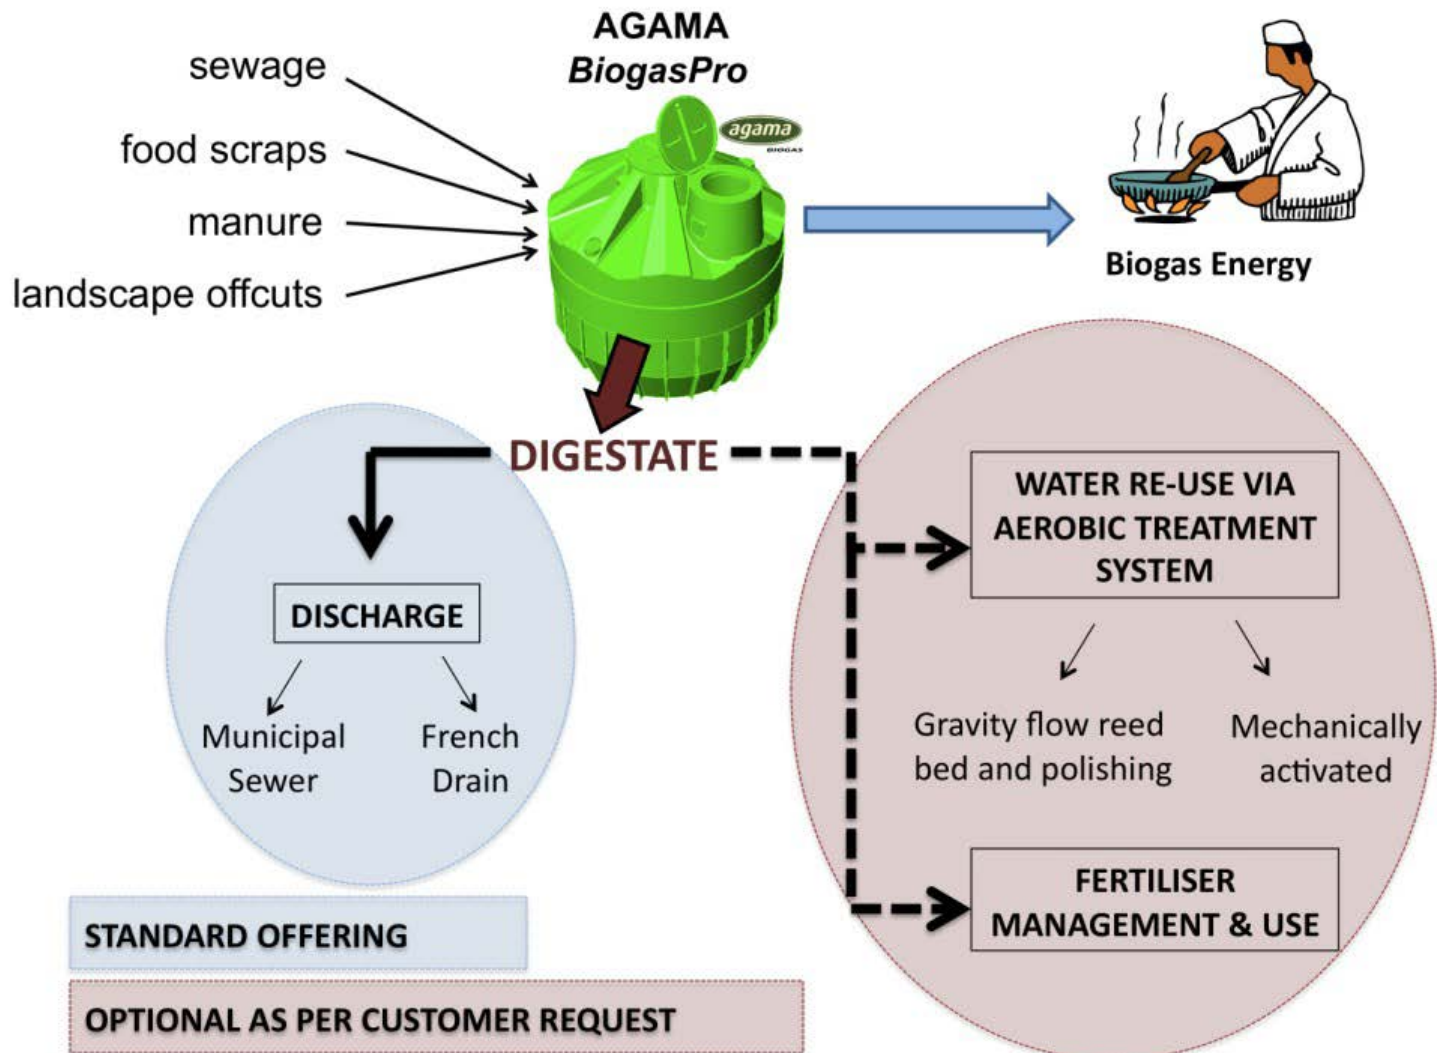 AGAMA
BiogasPro
sewage
food scraps
manure
landscape offcuts
agama
BIOGAS
Biogas Energy
DIGESTATE
DISCHARGE
Municipal
Sewer
French
Drain
WATER RE-USE VIA
AEROBIC TREATMENT
SYSTEM
Gravity flow reed
bed and polishing
Mechanically
activated
FERTILISER
MANAGEMENT & USE
STANDARD OFFERING
OPTIONAL AS PER CUSTOMER REQUEST